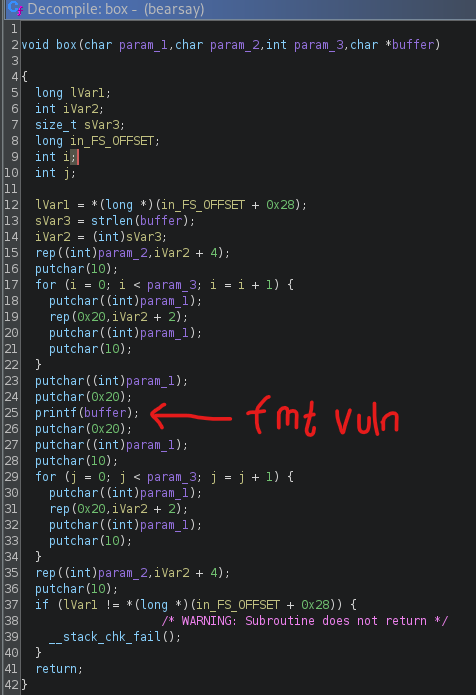 Decompile: box - (bearsay)
1
2 void box(char param_1,char param_2,int param_3,char *buffer)
3
4 {
5 long lVar1;
6 int iVar2;
7 size_t sVar3;
8 long in_FS_OFFSET;
9 int i;
10 int j;
11
12 lVar1 = *(long *)(in_FS_OFFSET + 0x28);
13 sVar3 = strlen(buffer);
14 iVar2 = (int)sVar3;
15 rep((int)param_2,iVar2 + 4);
16 putchar(10);
17 for (i = 0; i < param_3; i = i + 1) {
18 putchar((int)param_1);
19 rep(0x20,iVar2 + 2);
20 putchar((int)param_1);
21 putchar(10);
22 }
23 putchar((int)param_1);
24 putchar(0x20);
25 printf(buffer); fmt vuln
26 putchar(0x20);
27 putchar((int)param_1);
28 putchar(10);
29 for (j = 0; j < param_3; j = j + 1) {
30 putchar((int)param_1);
31 rep(0x20,iVar2 + 2);
32 putchar((int)param_1);
33 putchar(10);
34 }
35 rep((int)param_2,iVar2 + 4);
36 putchar(10);
37 if (lVar1 != *(long *)(in_FS_OFFSET + 0x28)) {
38 /* WARNING: Subroutine does not return */
39 __stack_chk_fail();
40 }
41 return;
42 }